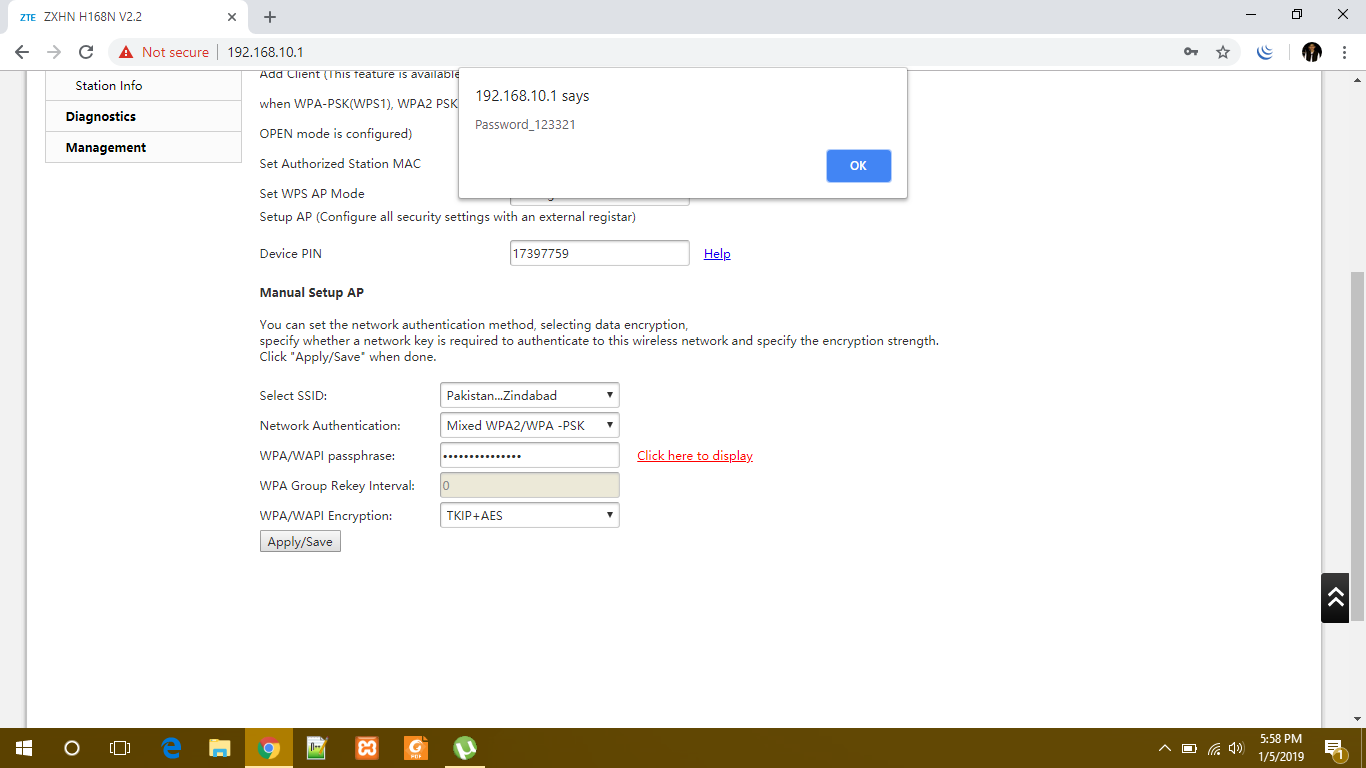 ZTE ZXHN H168N V2.2
Not secure 192.168.10.1
Station Info
Diagnostics
Management
Add Client (This feature is available
when WPA-PSK(WPS1), WPA2 PSK
OPEN mode is configured)
Set Authorized Station MAC
Set WPS AP Mode
Setup AP (Configure all security settings with an external registar)
192.168.10.1 says
Password_123321
OK
Device PIN 17397759 Help
Manual Setup AP
You can set the network authentication method, selecting data encryption,
specify whether a network key is required to authenticate to this wireless network and specify the encryption strength.
Click "Apply/Save" when done.
Select SSID: Pakistan...Zindabad
Network Authentication: Mixed WPA2/WPA -PSK
WPA/WAPI passphrase: ••••••••••••••• Click here to display
WPA Group Rekey Interval: 0
WPA/WAPI Encryption: TKIP+AES
Apply/Save
5:58 PM
1/5/2019
1